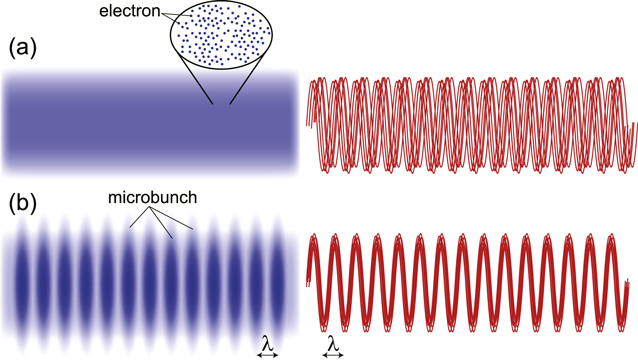 electron
(a)
(b)
microbunch
λ
λ